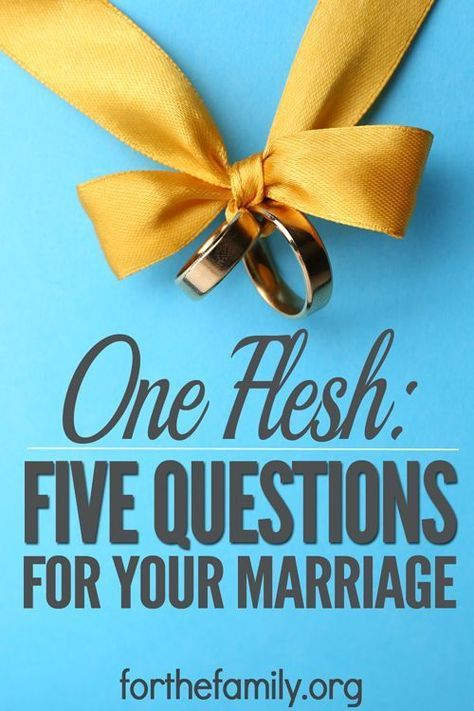 One Flesh:
FIVE QUESTIONS
FOR YOUR MARRIAGE
forthefamily.org